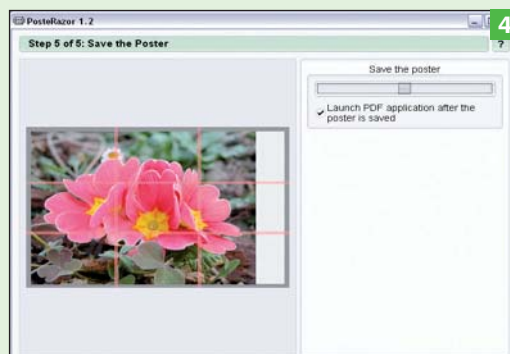 PosteRazor 1.2
4
Step 5 of 5: Save the Poster
?
Save the poster
Launch PDF application after the
poster is saved